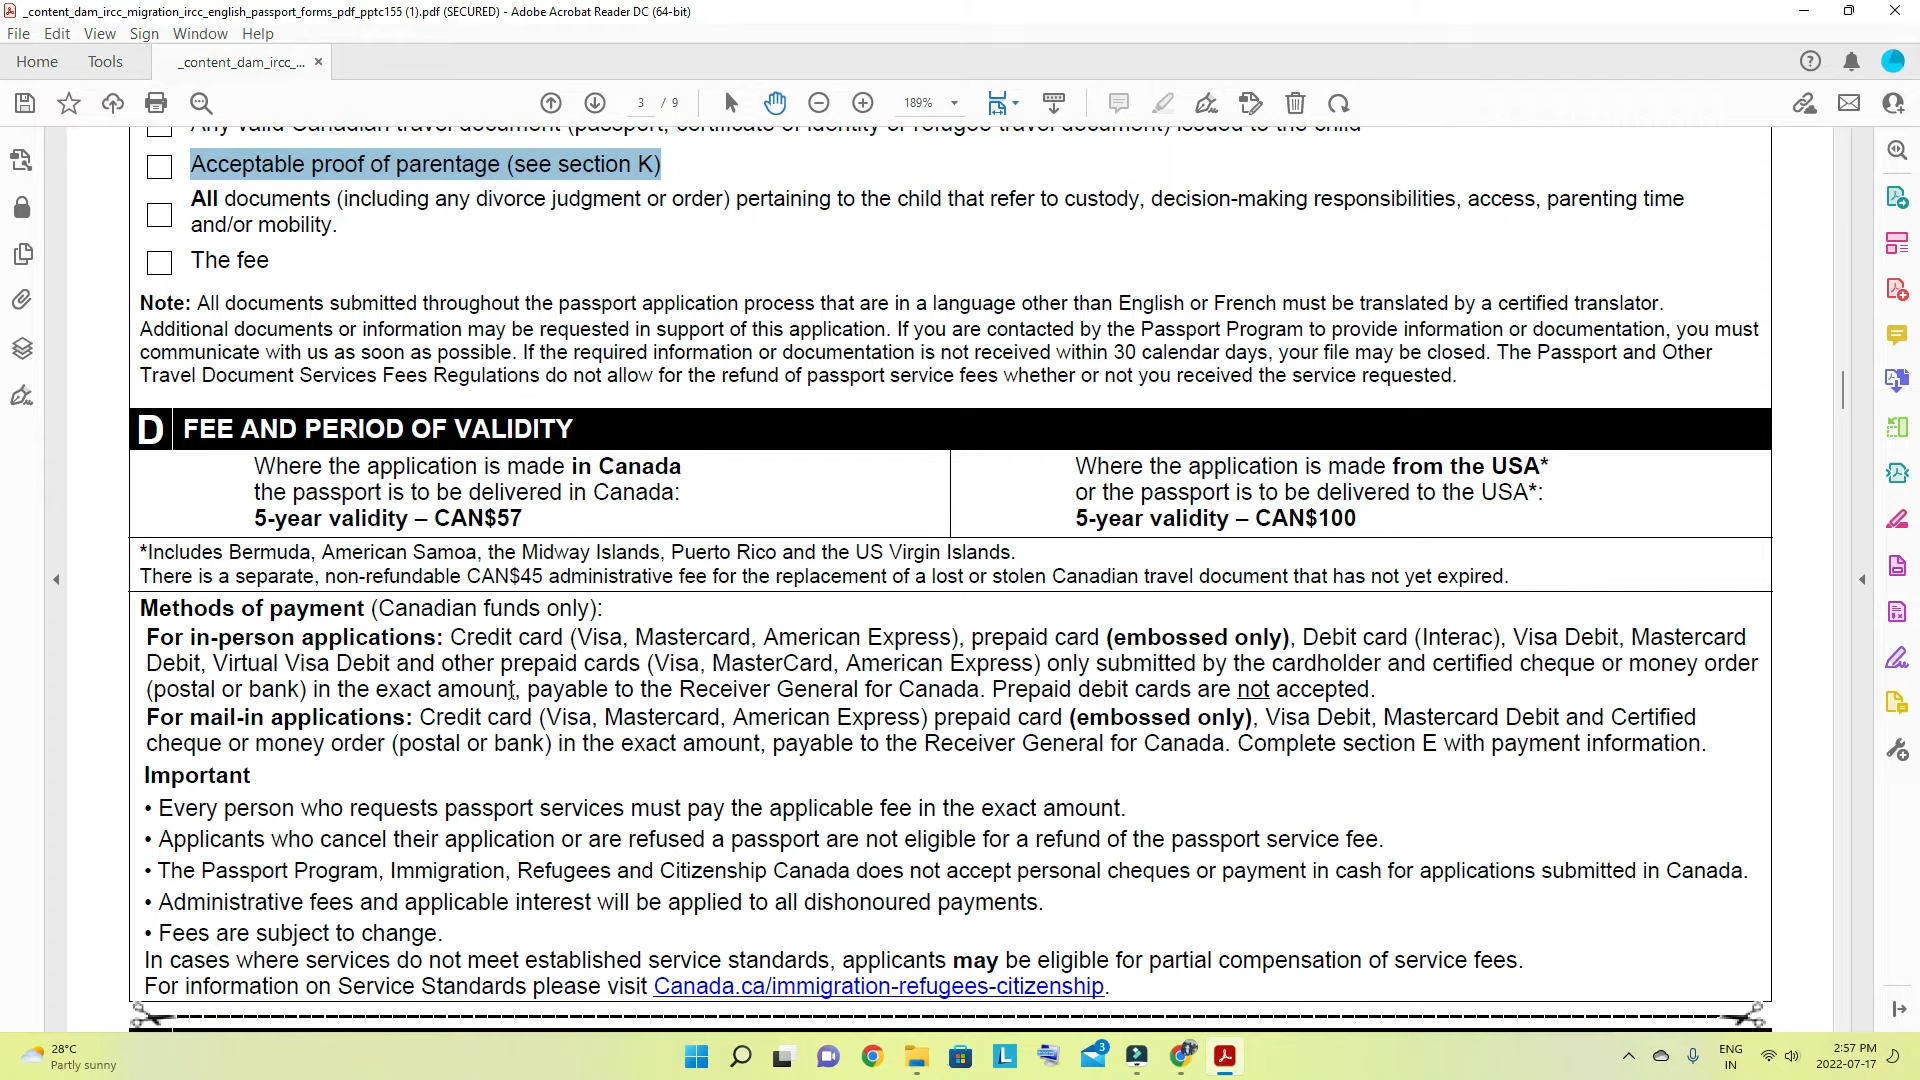 _content_dam_ircc_migration_ircc_english_passport_forms_pdf_pptc155 (1).pdf (SECURED) - Adobe Acrobat Reader DC (64-bit)
File Edit View Sign Window Help
Home Tools _content_dam_ircc_...
3 / 9 189%
Any valid Canadian travel document (passport, certificate of identity or refugee travel document) issued to the child
Acceptable proof of parentage (see section K)
All documents (including any divorce judgment or order) pertaining to the child that refer to custody, decision-making responsibilities, access, parenting time
and/or mobility.
The fee
Note: All documents submitted throughout the passport application process that are in a language other than English or French must be translated by a certified translator.
Additional documents or information may be requested in support of this application. If you are contacted by the Passport Program to provide information or documentation, you must
communicate with us as soon as possible. If the required information or documentation is not received within 30 calendar days, your file may be closed. The Passport and Other
Travel Document Services Fees Regulations do not allow for the refund of passport service fees whether or not you received the service requested.
D FEE AND PERIOD OF VALIDITY
Where the application is made in Canada
the passport is to be delivered in Canada:
5-year validity – CAN$57
Where the application is made from the USA*
or the passport is to be delivered to the USA*:
5-year validity – CAN$100
*Includes Bermuda, American Samoa, the Midway Islands, Puerto Rico and the US Virgin Islands.
There is a separate, non-refundable CAN$45 administrative fee for the replacement of a lost or stolen Canadian travel document that has not yet expired.
Methods of payment (Canadian funds only):
For in-person applications: Credit card (Visa, Mastercard, American Express), prepaid card (embossed only), Debit card (Interac), Visa Debit, Mastercard
Debit, Virtual Visa Debit and other prepaid cards (Visa, MasterCard, American Express) only submitted by the cardholder and certified cheque or money order
(postal or bank) in the exact amount, payable to the Receiver General for Canada. Prepaid debit cards are not accepted.
For mail-in applications: Credit card (Visa, Mastercard, American Express) prepaid card (embossed only), Visa Debit, Mastercard Debit and Certified
cheque or money order (postal or bank) in the exact amount, payable to the Receiver General for Canada. Complete section E with payment information.
Important
• Every person who requests passport services must pay the applicable fee in the exact amount.
• Applicants who cancel their application or are refused a passport are not eligible for a refund of the passport service fee.
• The Passport Program, Immigration, Refugees and Citizenship Canada does not accept personal cheques or payment in cash for applications submitted in Canada.
• Administrative fees and applicable interest will be applied to all dishonoured payments.
• Fees are subject to change.
In cases where services do not meet established service standards, applicants may be eligible for partial compensation of service fees.
For information on Service Standards please visit Canada.ca/immigration-refugees-citizenship.
28°C
Partly sunny
L
3
ENG
IN
2:57 PM
2022-07-17